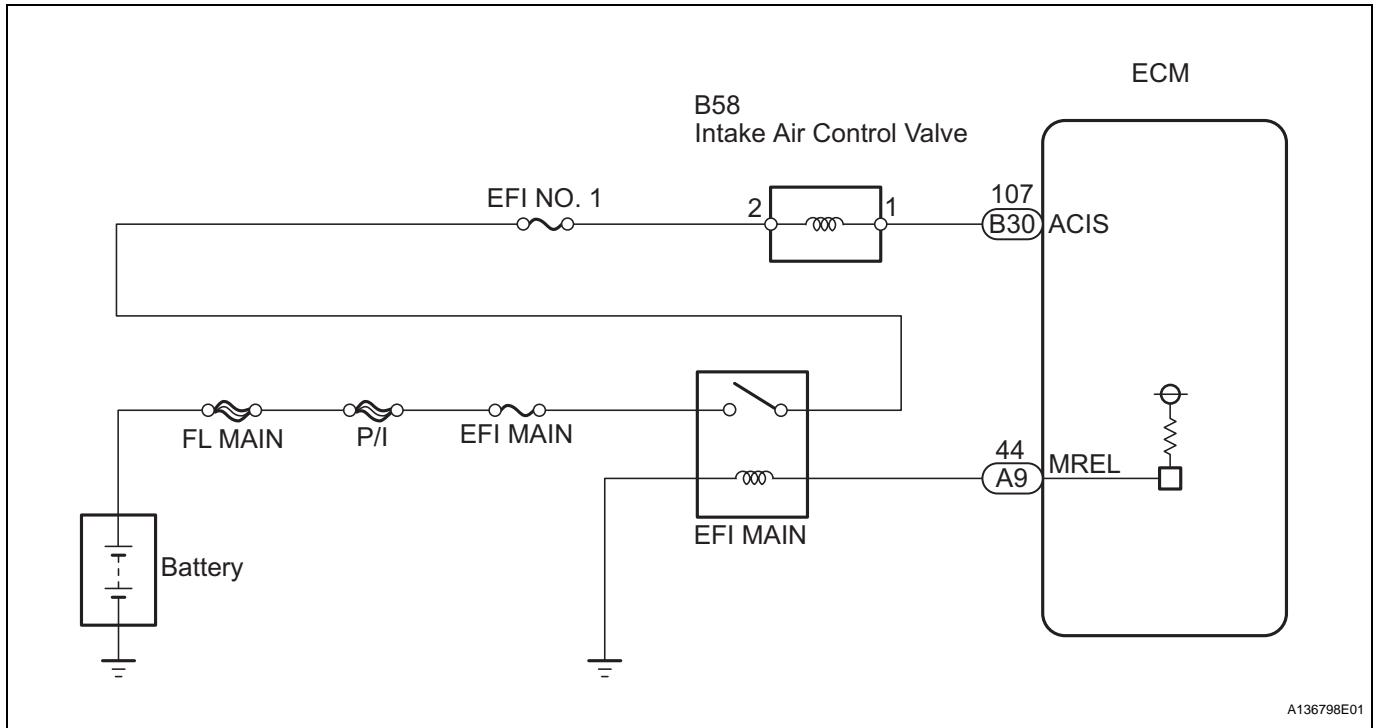 ECM
B58
Intake Air Control Valve
EFI NO. 1
2
1
107
B30
ACIS
FL MAIN
P/I
EFI MAIN
44
A9
MREL
EFI MAIN
Battery
A136798E01